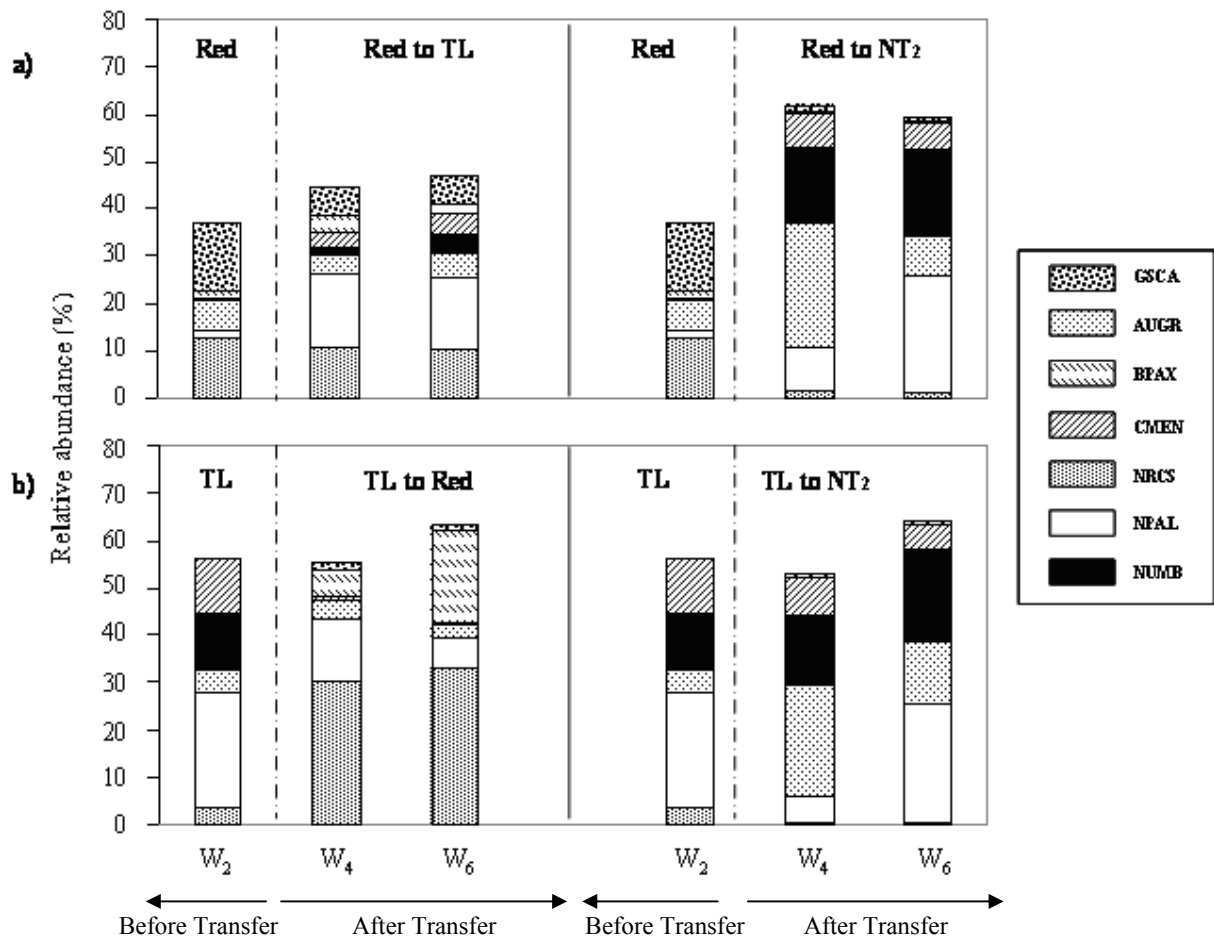 a)
Relative abundance (%)
80
70
60
50
40
30
20
10
0
Red
Red to TL
Red
Red to NT₂
b)
80
70
60
50
40
30
20
10
0
TL
TL to Red
TL
TL to NT₂
W₂
W₄
W₆
W₂
W₄
W₆
Before Transfer
After Transfer
Before Transfer
After Transfer
GSCA
AUGR
BPAX
CMEN
NRCS
NPAL
NUMB